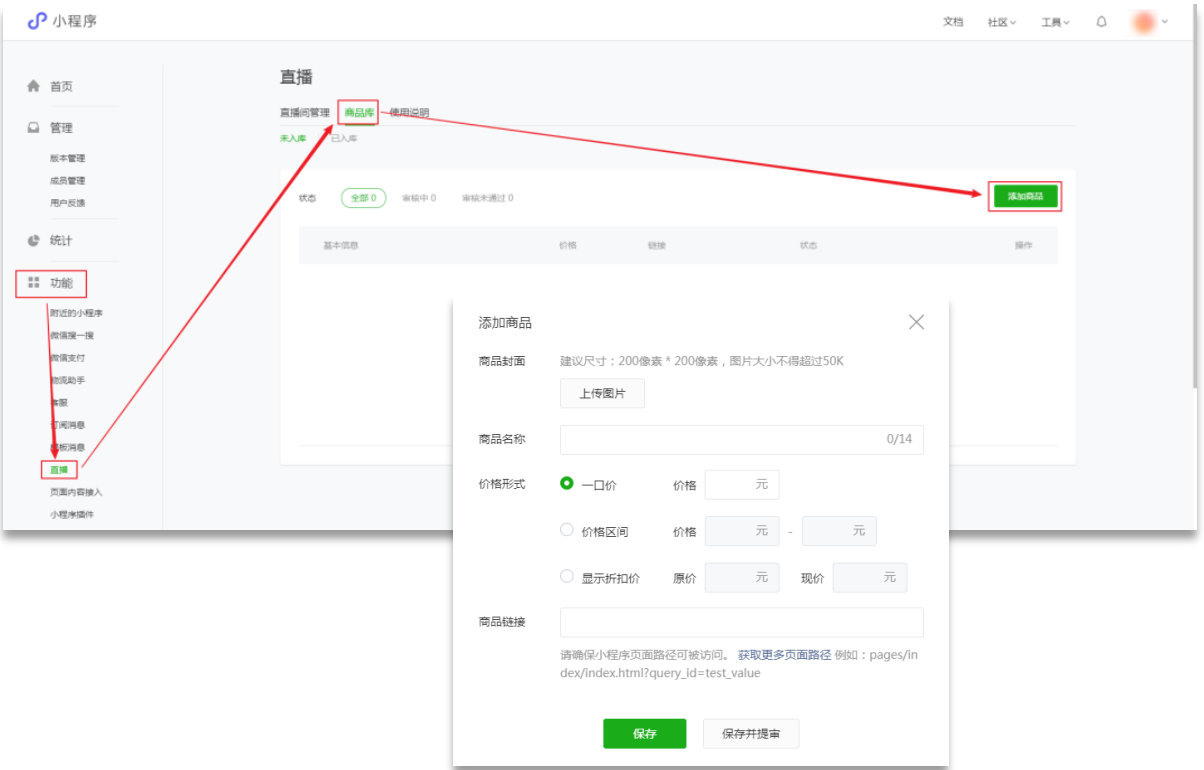 小程序
文档 社区 工具
首页
管理
版本管理
成员管理
用户反馈
统计
功能
附近的小程序
微信搜一搜
微信支付
物流助手
客服
订阅消息
模板消息
直播
页面内容接入
小程序插件
直播
直播间管理 商品库 使用说明
未入库 已入库
状态 全部 0 审核中 0 审核未通过 0
添加商品
基本信息 价格 链接 状态 操作
添加商品
商品封面 建议尺寸：200像素 * 200像素，图片大小不得超过50K
上传图片
商品名称 0/14
价格形式 一口价 价格 元
价格区间 价格 元 - 元
显示折扣价 原价 元 现价 元
商品链接
请确保小程序页面路径可被访问。 获取更多页面路径 例如：pages/in
dex/index.html?query_id=test_value
保存 保存并提审